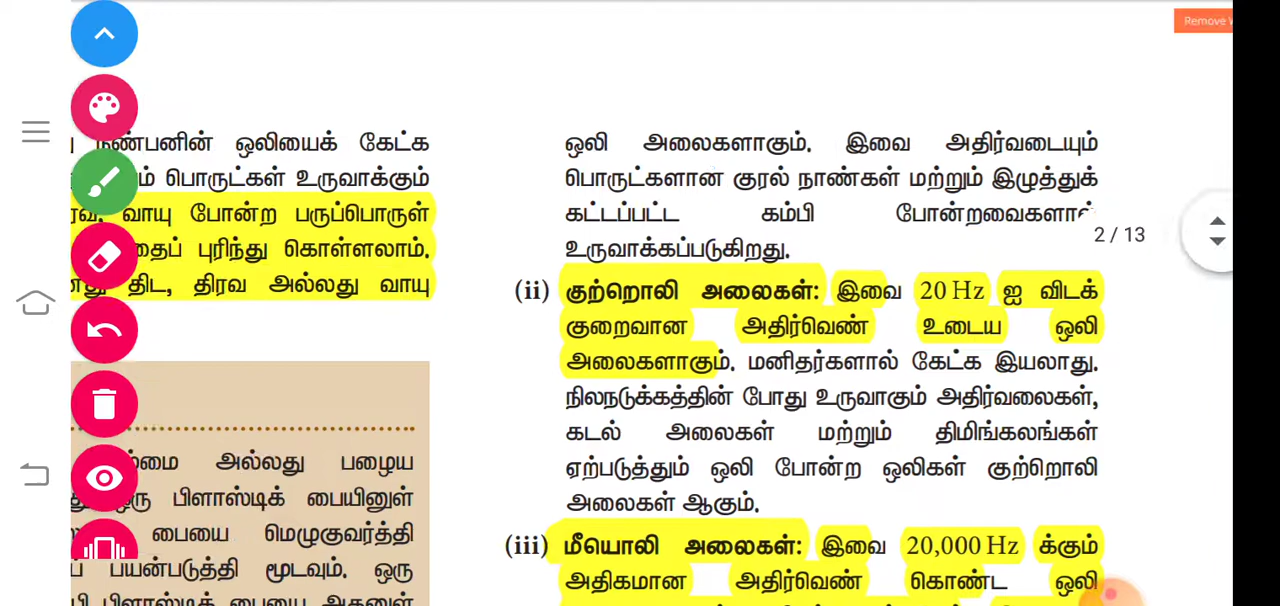 Remove
நண்பனின் ஒலியைக் கேட்க
பொருட்கள் உருவாக்கும்
வாயு போன்ற பருப்பொருள்
புரிந்து கொள்ளலாம்.
திட, திரவ அல்லது வாயு
அல்லது பழைய
பிளாஸ்டிக் பையினுள்
பையை மெழுகுவர்த்தி
பயன்படுத்தி மூடவும். ஒரு
பிளாஸ்டிக் பையை அதனுள்
ஒலி அலைகளாகும். இவை அதிர்வடையும்
பொருட்களான குரல் நாண்கள் மற்றும் இழுத்துக்
கட்டப்பட்ட கம்பி போன்றவைகளால்
உருவாக்கப்படுகிறது.
(ii) குற்றொலி அலைகள்: இவை 20 Hz ஐ விடக்
குறைவான அதிர்வெண் உடைய ஒலி
அலைகளாகும். மனிதர்களால் கேட்க இயலாது.
நிலநடுக்கத்தின் போது உருவாகும் அதிர்வலைகள்,
கடல் அலைகள் மற்றும் திமிங்கலங்கள்
ஏற்படுத்தும் ஒலி போன்ற ஒலிகள் குற்றொலி
அலைகள் ஆகும்.
(iii) மீயொலி அலைகள்: இவை 20,000 Hz க்கும்
அதிகமான அதிர்வெண் கொண்ட ஒலி
2 / 13